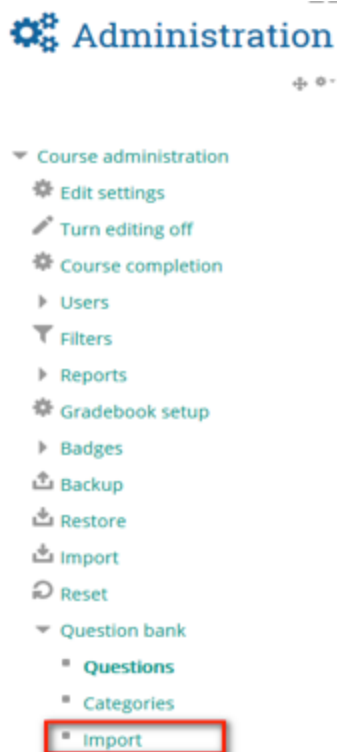 Administration
Course administration
Edit settings
Turn editing off
Course completion
Users
Filters
Reports
Gradebook setup
Badges
Backup
Restore
Import
Reset
Question bank
Questions
Categories
Import